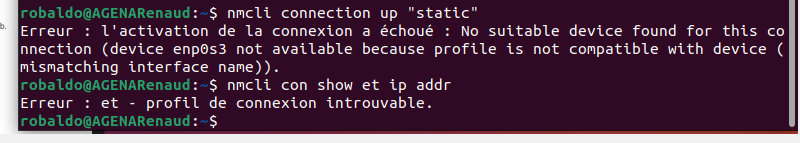 b.
robaldo@AGENARenaud:~$ nmcli connection up "static"
Erreur : l'activation de la connexion a échoué : No suitable device found for this co
nnection (device enp0s3 not available because profile is not compatible with device (
mismatching interface name)).
robaldo@AGENARenaud:~$ nmcli con show et ip addr
Erreur : et - profil de connexion introuvable.
robaldo@AGENARenaud:~$